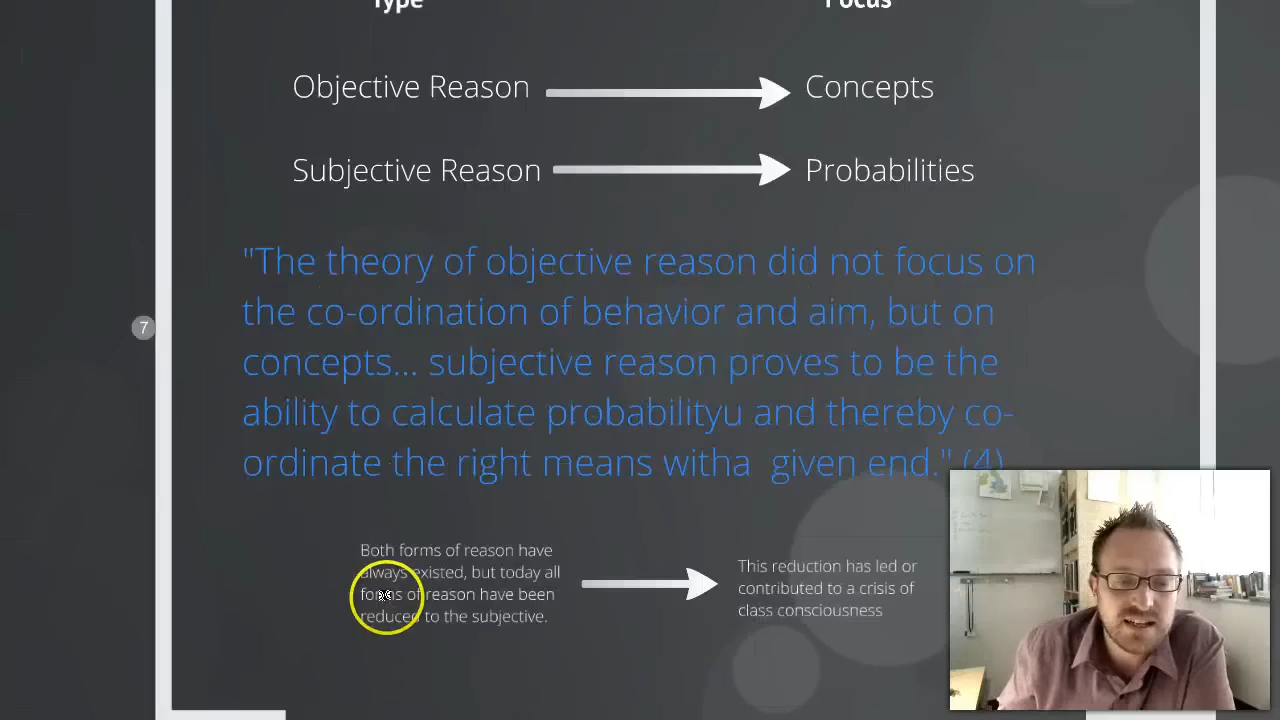 Type Focus
Objective Reason Concepts
Subjective Reason Probabilities
"The theory of objective reason did not focus on
the co-ordination of behavior and aim, but on
concepts... subjective reason proves to be the
ability to calculate probabilityu and thereby co-
ordinate the right means witha given end." (4)
7
Both forms of reason have
always existed, but today all
forms of reason have been
reduced to the subjective.
This reduction has led or
contributed to a crisis of
class consciousness